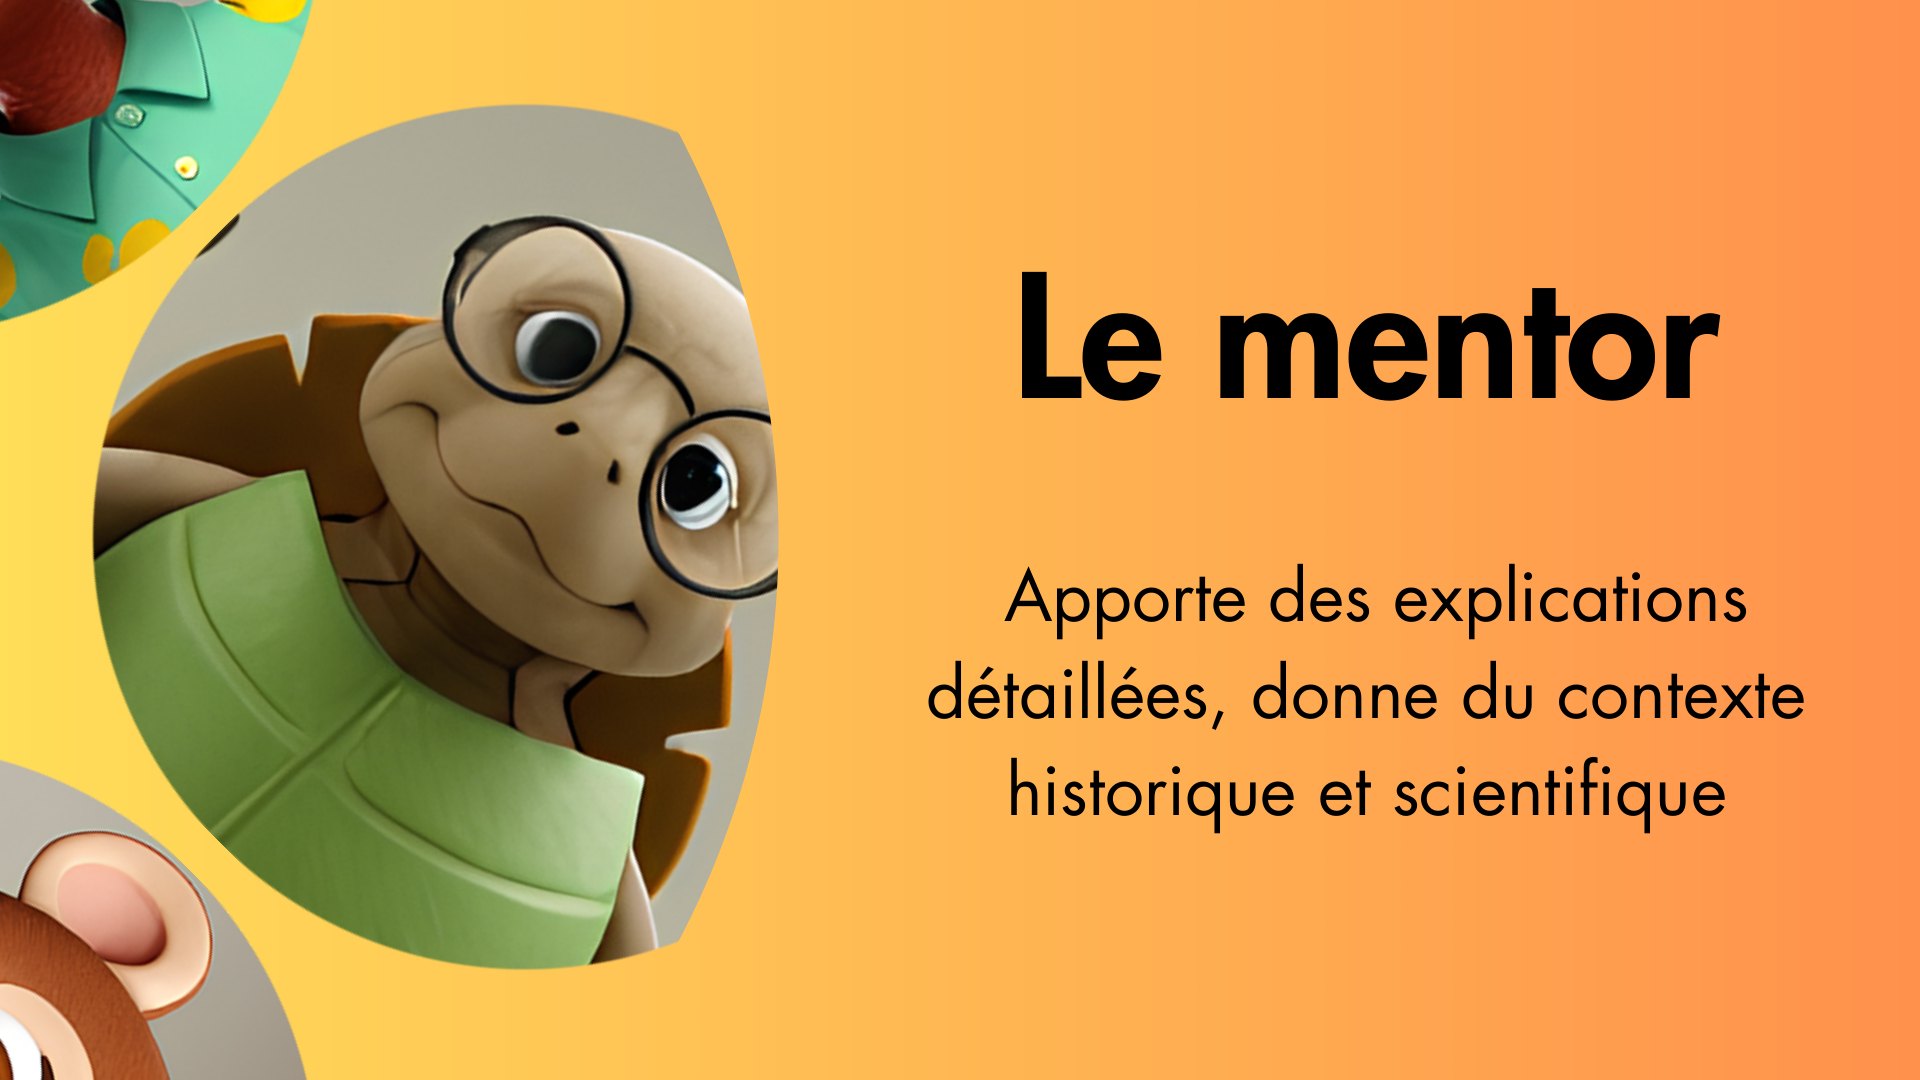 Le mentor
Apporte des explications
détaillées, donne du contexte
historique et scientifique